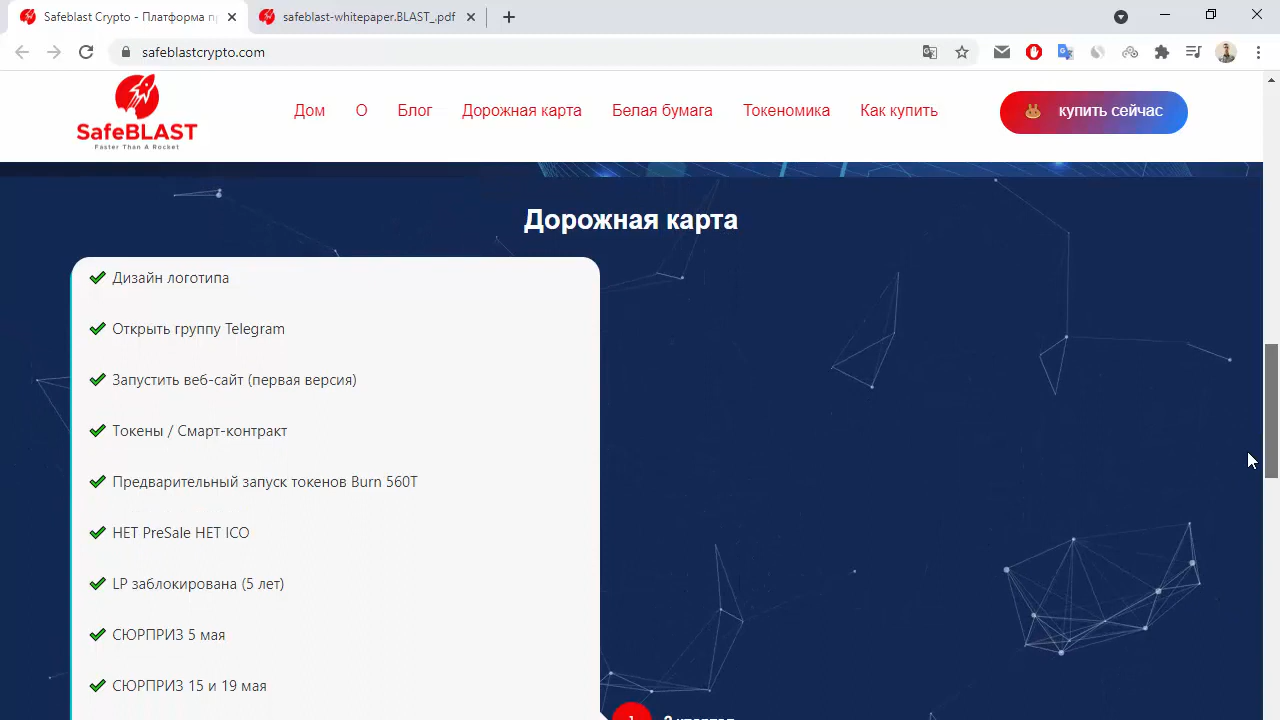 Safeblast Crypto - Платформа п
safeblast-whitepaper.BLAST_.pdf
safeblastcrypto.com
SafeBLAST
Faster Than A Rocket
Дом
О
Блог
Дорожная карта
Белая бумага
Токеномика
Как купить
купить сейчас
Дорожная карта
Дизайн логотипа
Открыть группу Telegram
Запустить веб-сайт (первая версия)
Токены / Смарт-контракт
Предварительный запуск токенов Burn 560T
НЕТ PreSale НЕТ ICO
LP заблокирована (5 лет)
СЮРПРИЗ 5 мая
СЮРПРИЗ 15 и 19 мая